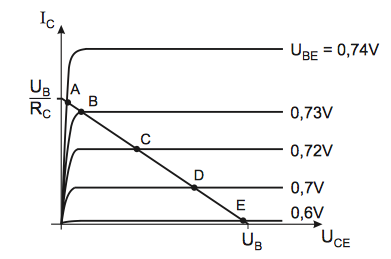 I_C
U_BE = 0,74V
U_B
R_C
A
B
0,73V
C
0,72V
D
0,7V
E
0,6V
U_B
U_CE